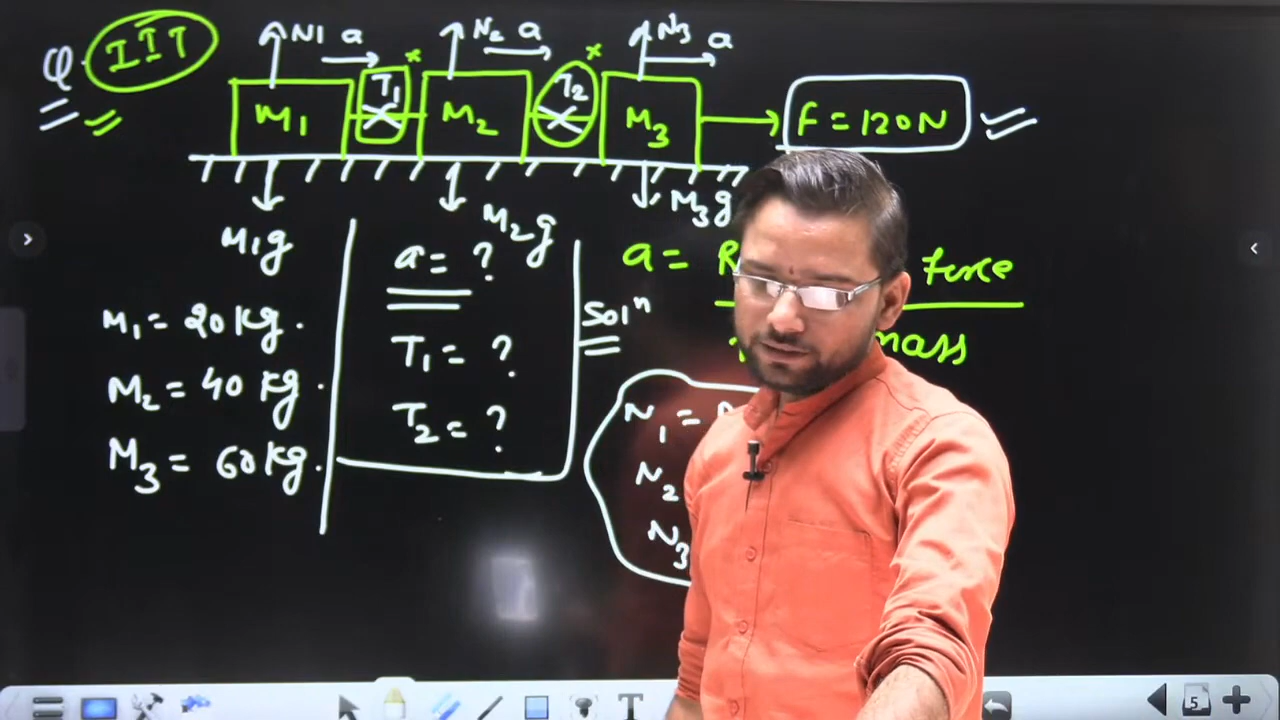 Q. IIT
N1 a N2 a N3 a
M1 T1 M2 T2 M3 F = 120N
M1g M2g M3g
M1 = 20 Kg.
M2 = 40 Kg.
M3 = 60 Kg.
a = ?
T1 = ?
T2 = ?
Solⁿ
a = force
mass
N1 =
N2
N3
T
5